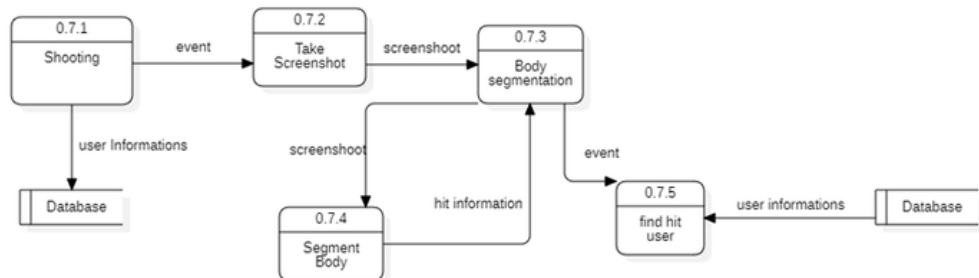 0.7.1
Shooting
event
0.7.2
Take
Screenshot
screenshoot
0.7.3
Body
segmentation
user Informations
Database
screenshoot
hit information
event
0.7.4
Segment
Body
0.7.5
find hit
user
user informations
Database